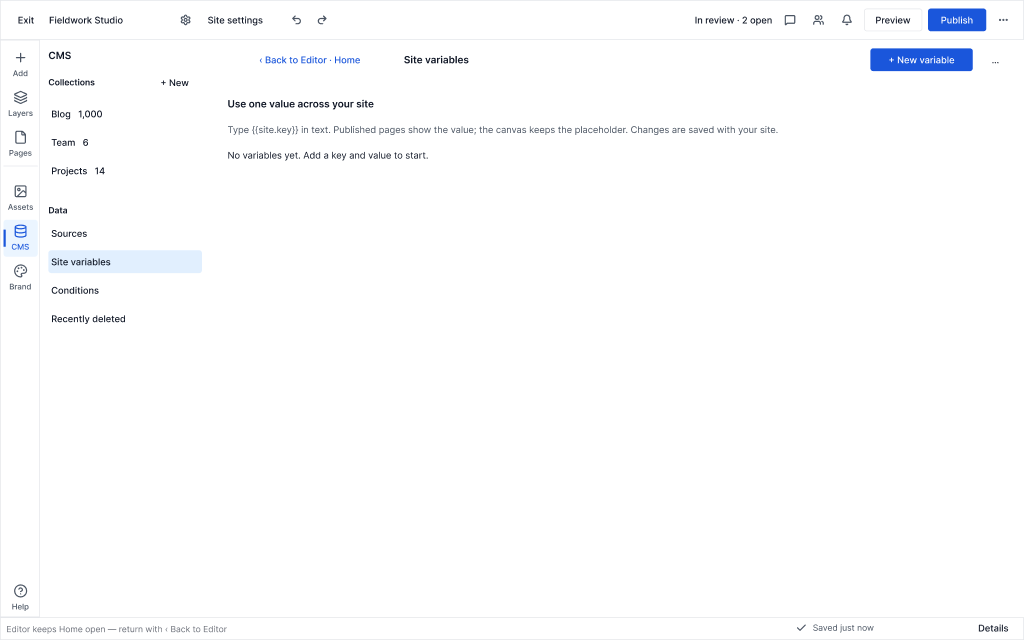 Exit Fieldwork Studio Site settings In review · 2 open Preview Publish ···
Add
Layers
Pages
Assets
CMS
Brand
Help
CMS
Collections + New
Blog 1,000
Team 6
Projects 14
Data
Sources
Site variables
Conditions
Recently deleted
‹ Back to Editor · Home Site variables + New variable ...
Use one value across your site
Type {{site.key}} in text. Published pages show the value; the canvas keeps the placeholder. Changes are saved with your site.
No variables yet. Add a key and value to start.
Editor keeps Home open — return with ‹ Back to Editor Saved just now Details